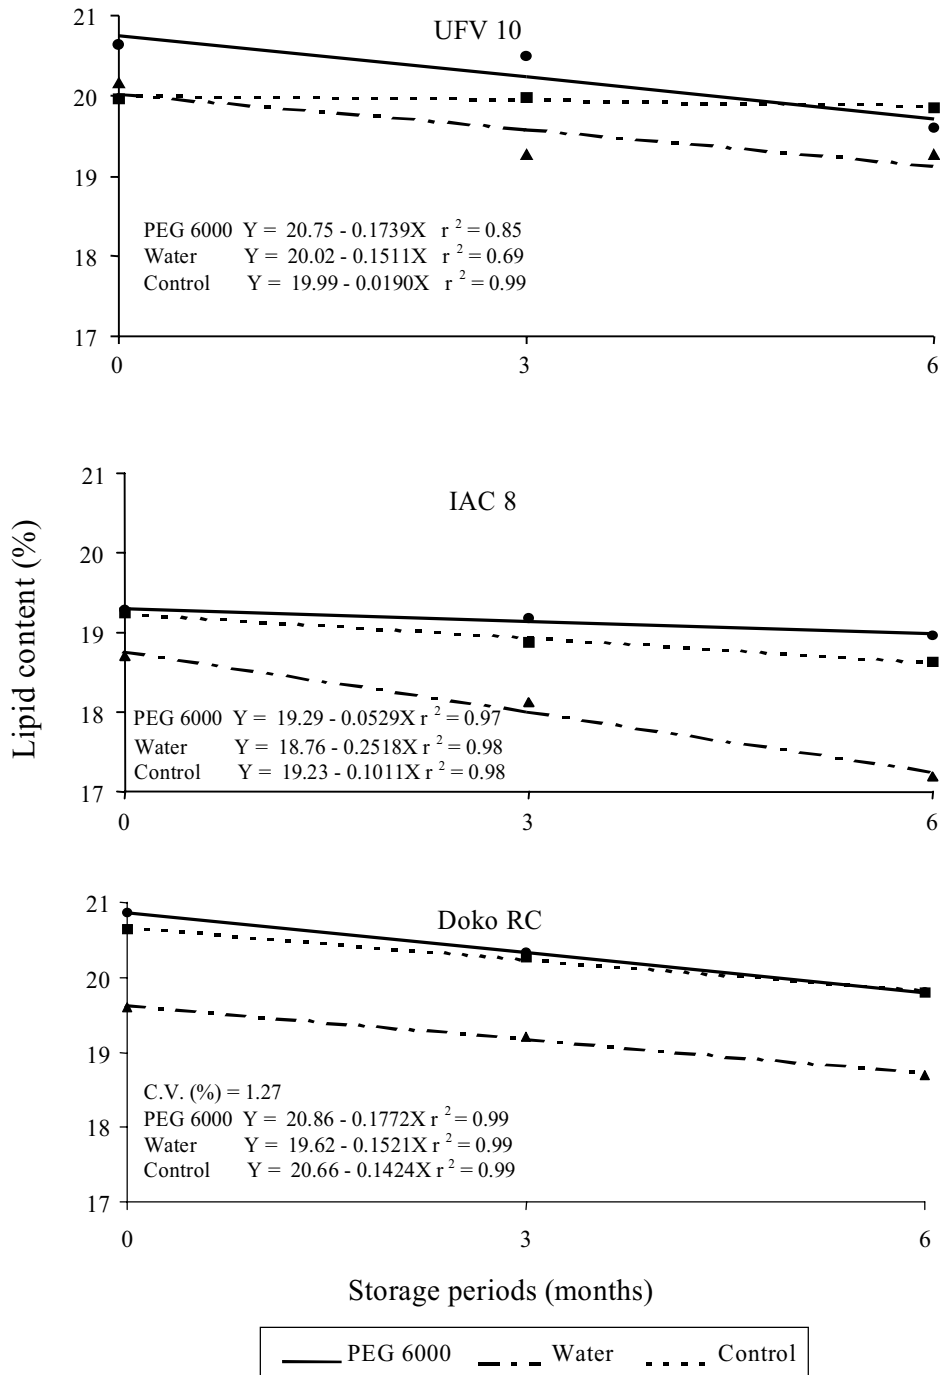 21
UFV 10
20
19
PEG 6000 Y = 20.75 - 0.1739X r 2 = 0.85
Water Y = 20.02 - 0.1511X r 2 = 0.69
18
Control Y = 19.99 - 0.0190X r 2 = 0.99
17
0 3 6
21
IAC 8
20
19
18
PEG 6000 Y = 19.29 - 0.0529X r 2 = 0.97
Water Y = 18.76 - 0.2518X r 2 = 0.98
Control Y = 19.23 - 0.1011X r 2 = 0.98
17
0 3 6
Lipid content (%)
21
Doko RC
20
19
C.V. (%) = 1.27
PEG 6000 Y = 20.86 - 0.1772X r 2 = 0.99
18
Water Y = 19.62 - 0.1521X r 2 = 0.99
Control Y = 20.66 - 0.1424X r 2 = 0.99
17
0 3 6
Storage periods (months)
PEG 6000 Water Control